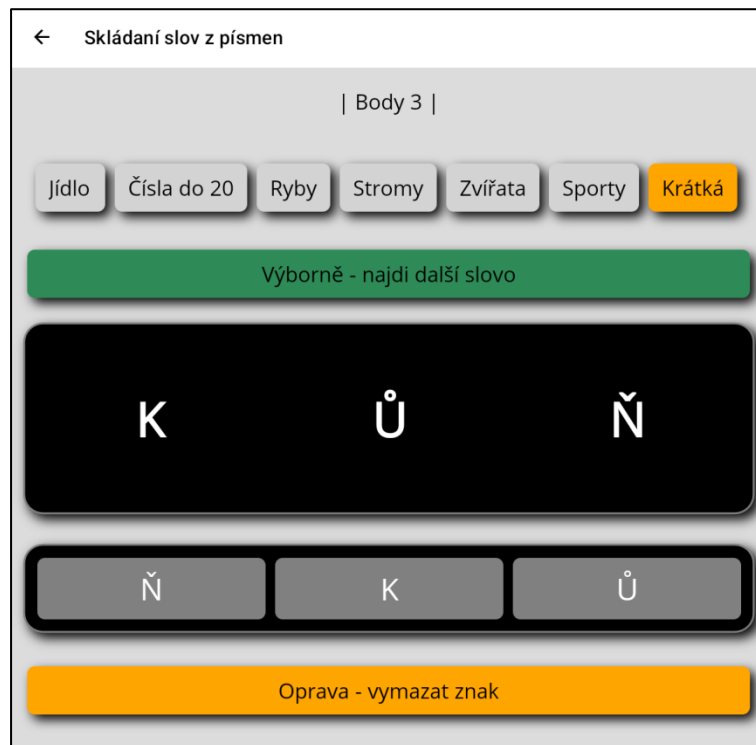 ← Skládaní slov z písmen
| Body 3 |
Jídlo Čísla do 20 Ryby Stromy Zvířata Sporty Krátká
Výborně - najdi další slovo
K Ů Ň
Ň K Ů
Oprava - vymazat znak